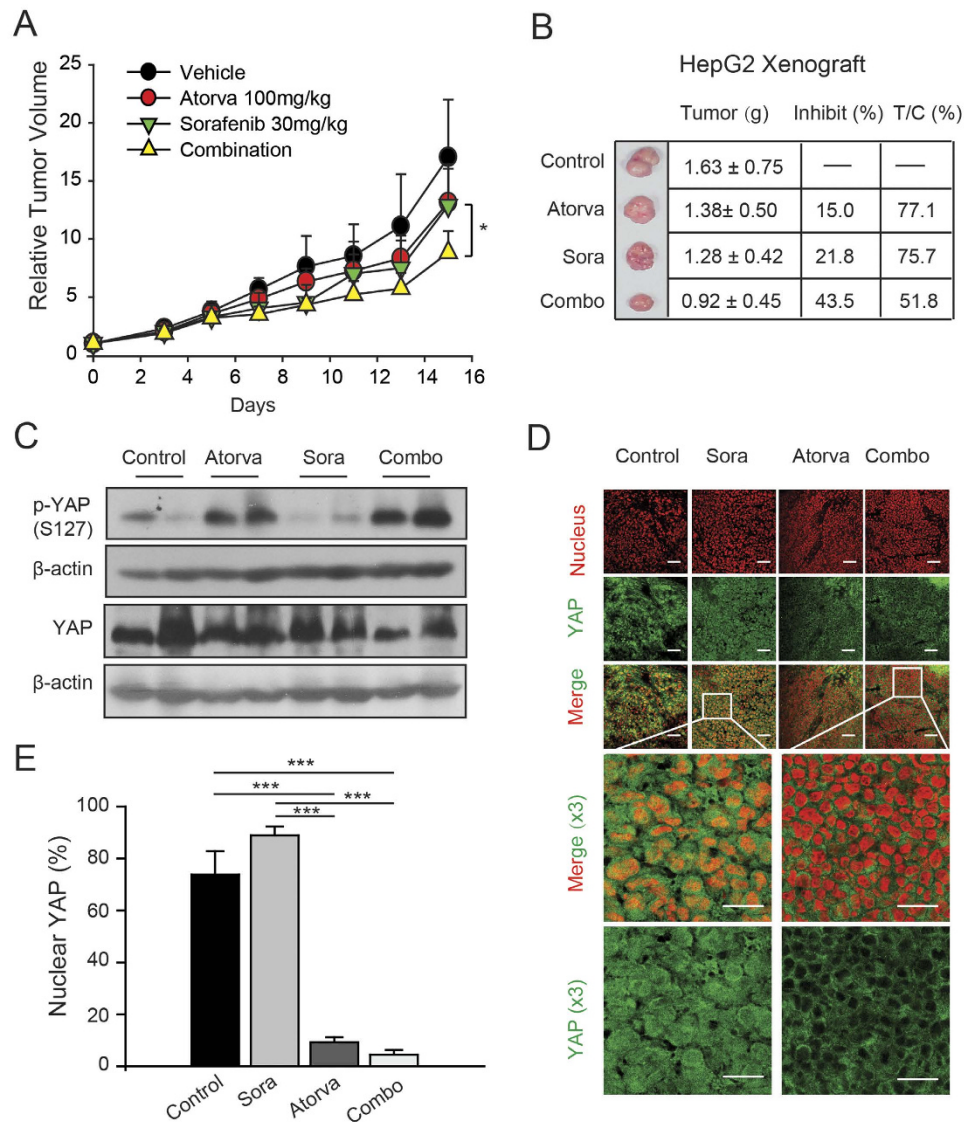 A
25
20
15
10
5
0
Relative Tumor Volume
Vehicle
Atorva 100mg/kg
Sorafenib 30mg/kg
Combination
*
0 2 4 6 8 10 12 14 16
Days
B
HepG2 Xenograft
Tumor (g) Inhibit (%) T/C (%)
Control 1.63 ± 0.75 — —
Atorva 1.38± 0.50 15.0 77.1
Sora 1.28 ± 0.42 21.8 75.7
Combo 0.92 ± 0.45 43.5 51.8
C
Control Atorva Sora Combo
p-YAP
(S127)
β-actin
YAP
β-actin
D
Control Sora Atorva Combo
Nucleus
YAP
Merge
Merge (x3)
YAP (x3)
E
***
*** ***
***
100
80
60
40
20
0
Nuclear YAP (%)
Control Sora Atorva Combo